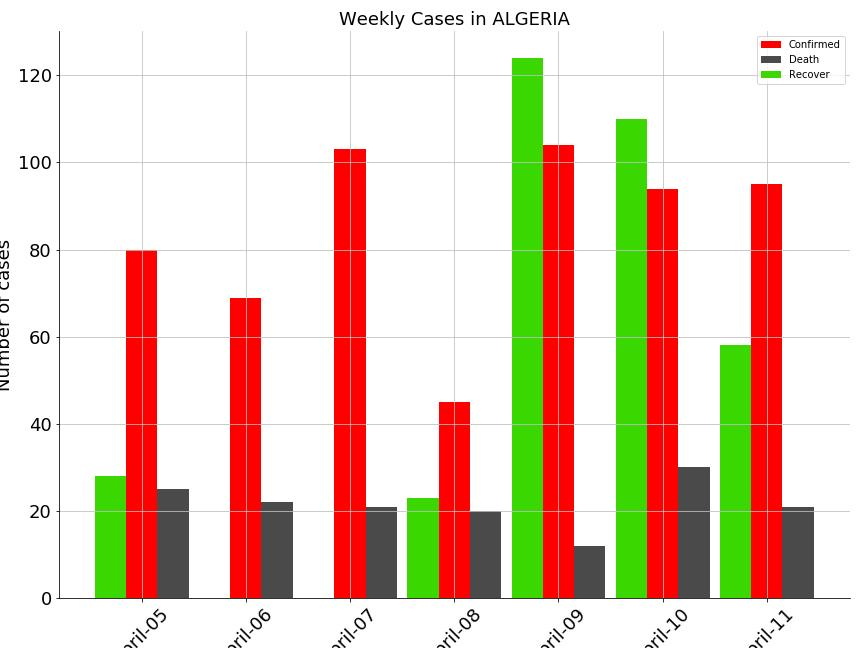 Weekly Cases in ALGERIA
Confirmed
Death
Recover
Number of cases
120
100
80
60
40
20
0
pril-05
pril-06
pril-07
pril-08
pril-09
pril-10
pril-11